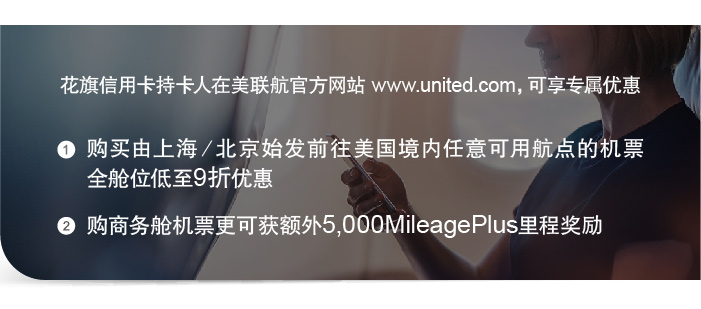 花旗信用卡持卡人在美联航官方网站 www.united.com，可享专属优惠
1 购买由上海/北京始发前往美国境内任意可用航点的机票
全舱位低至9折优惠
2 购商务舱机票更可获额外5,000MileagePlus里程奖励